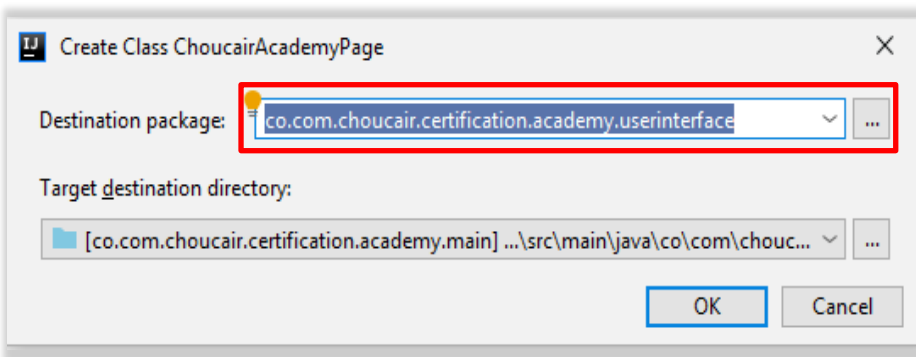 IJ Create Class ChoucairAcademyPage
Destination package: co.com.choucair.certification.academy.userinterface ...
Target destination directory:
[co.com.choucair.certification.academy.main] ...\src\main\java\co\com\chouc... ...
OK Cancel